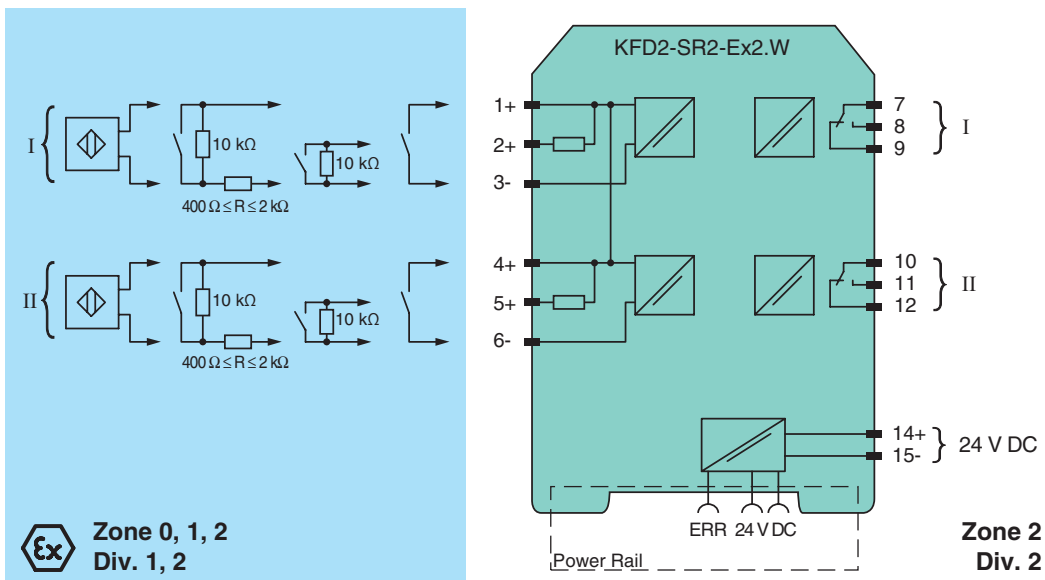 KFD2-SR2-Ex2.W
I
10 kΩ
10 kΩ
400 Ω ≤ R ≤ 2 kΩ
II
10 kΩ
10 kΩ
400 Ω ≤ R ≤ 2 kΩ
1+
2+
3-
4+
5+
6-
7
8
9
I
10
11
12
II
14+
15-
24 V DC
ERR 24 V DC
Power Rail
Ex
Zone 0, 1, 2
Div. 1, 2
Zone 2
Div. 2